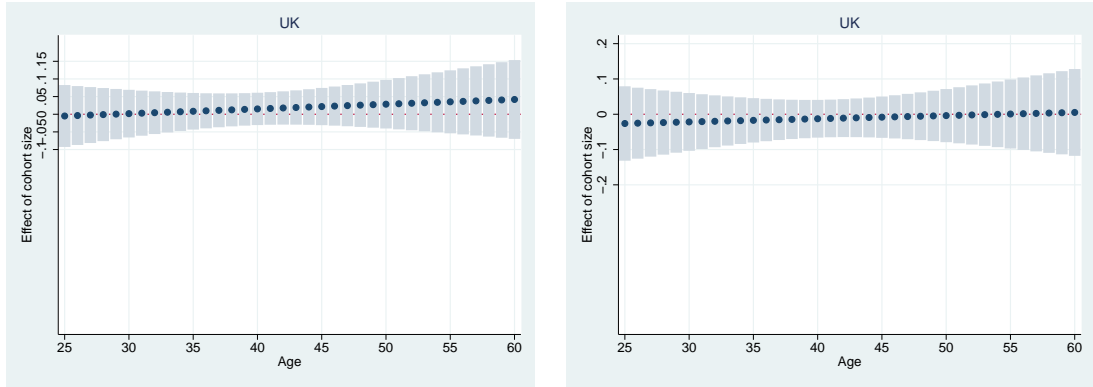 UK
Effect of cohort size
-.1 -.05 0 .05 .1 .15
25 30 35 40 45 50 55 60
Age
UK
Effect of cohort size
-.2 -.1 0 .1 .2
25 30 35 40 45 50 55 60
Age